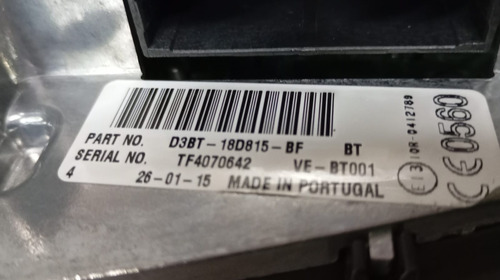 PART NO. D3BT-18D815-BF BT
SERIAL NO. TF4070642 VE-BT001
4 26-01-15 MADE IN PORTUGAL
E13 10R-0412789
CE0560